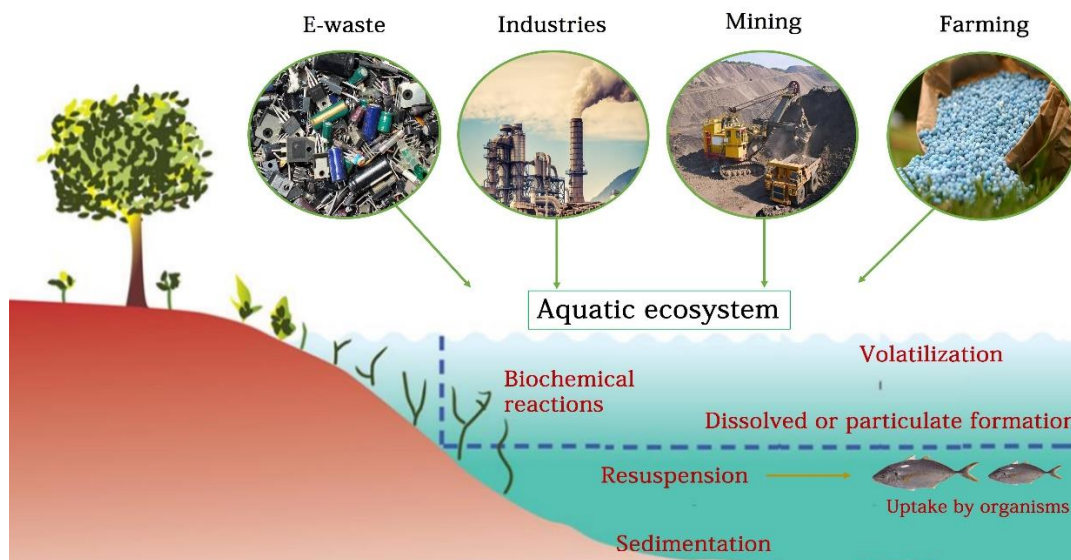 E-waste
Industries
Mining
Farming
Aquatic ecosystem
Volatilization
Biochemical
reactions
Dissolved or particulate formation
Resuspension
Uptake by organisms
Sedimentation